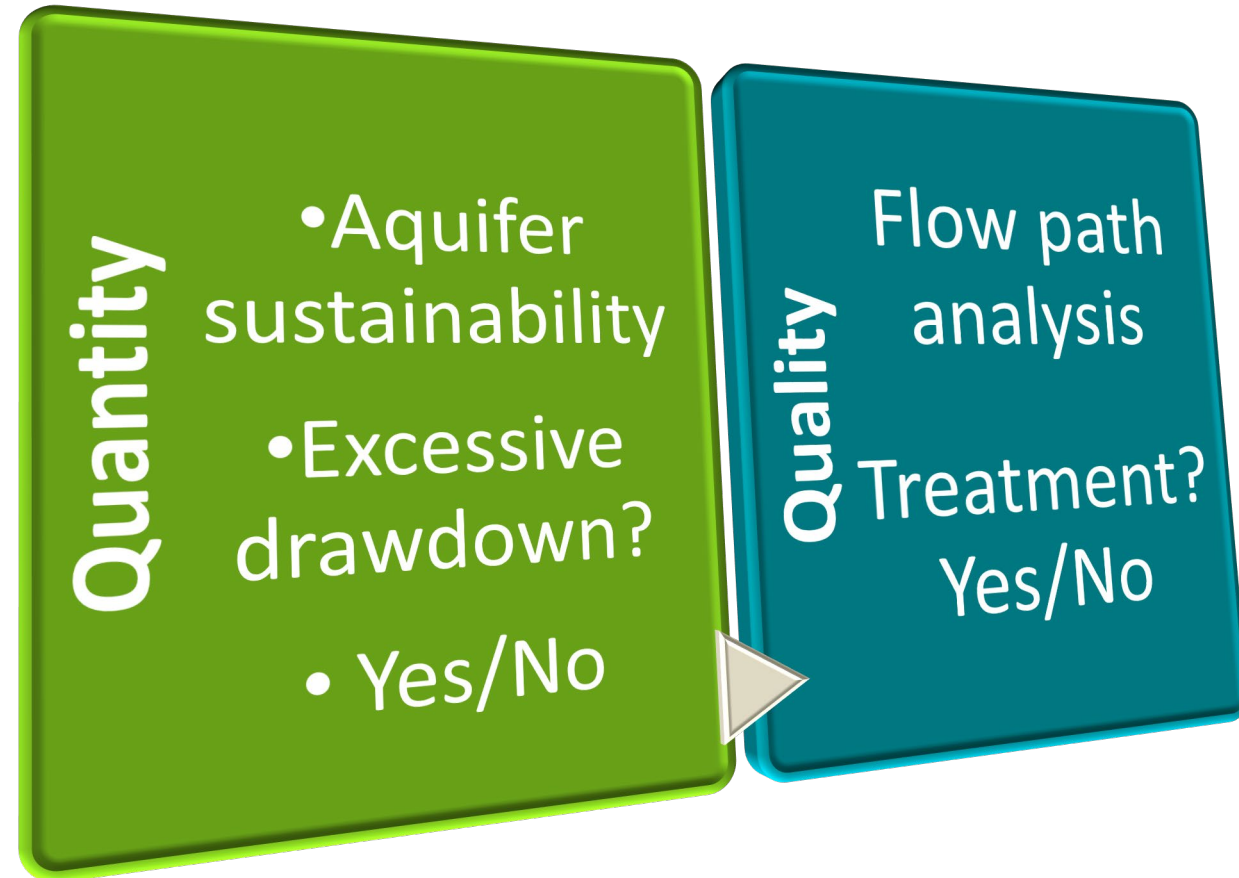 Quantity
•Aquifer
sustainability
•Excessive
drawdown?
• Yes/No
Quality
Flow path
analysis
Treatment?
Yes/No